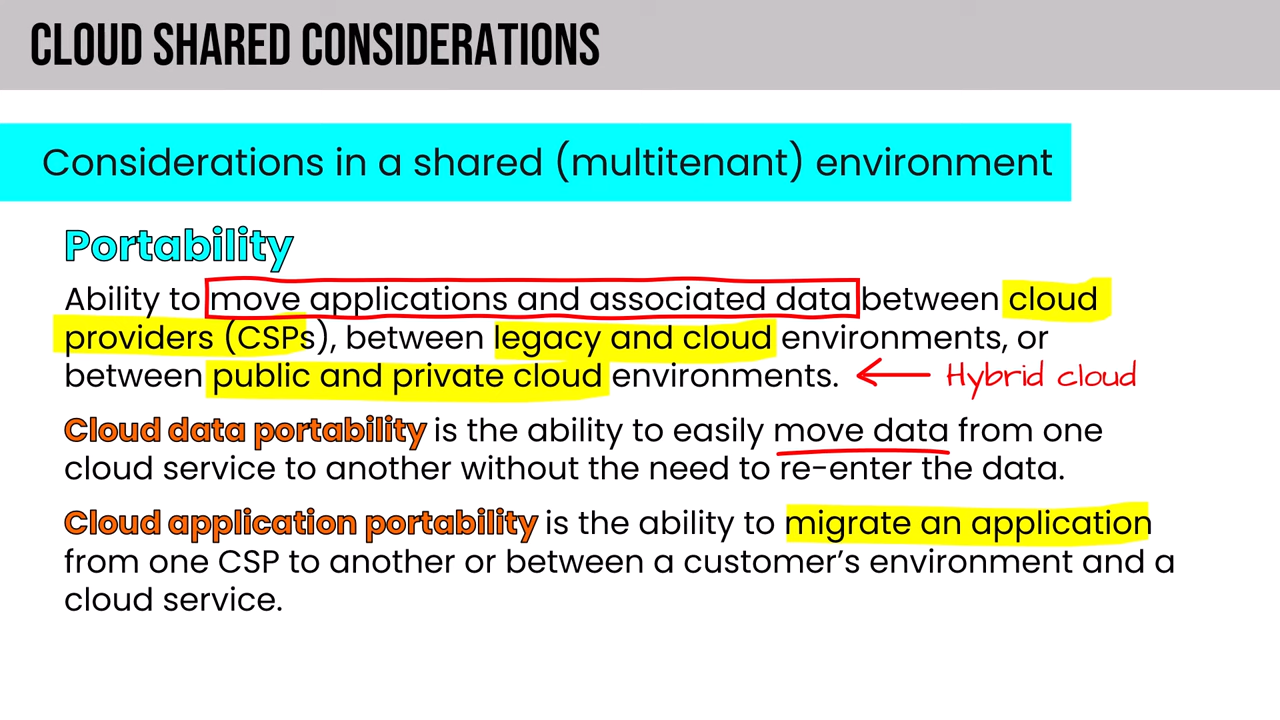 CLOUD SHARED CONSIDERATIONS
Considerations in a shared (multitenant) environment
Portability
Ability to move applications and associated data between cloud
providers (CSPs), between legacy and cloud environments, or
between public and private cloud environments. Hybrid cloud
Cloud data portability is the ability to easily move data from one
cloud service to another without the need to re-enter the data.
Cloud application portability is the ability to migrate an application
from one CSP to another or between a customer’s environment and a
cloud service.